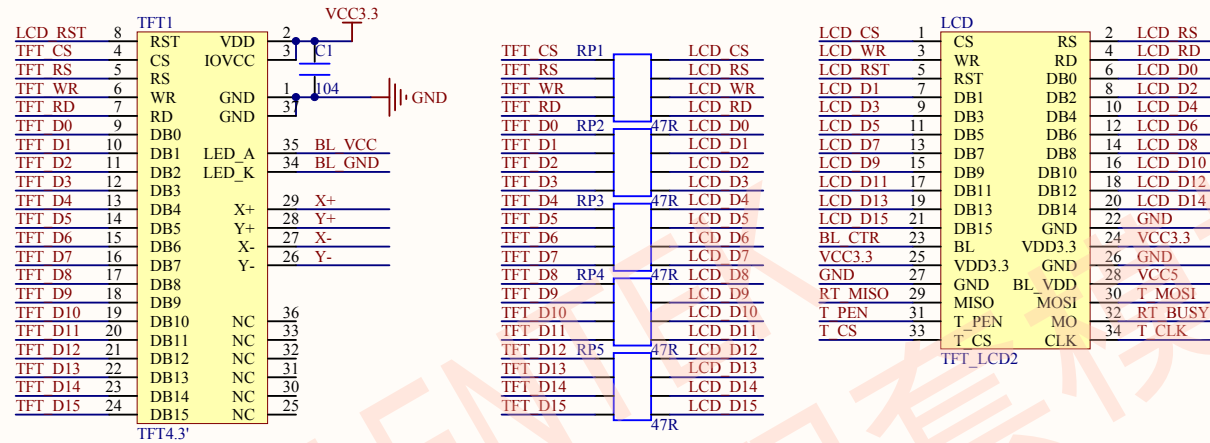 TFT1
LCD_RST 8 RST VDD 2 VCC3.3
TFT_CS 4 CS IOVCC 3 C1
TFT_RS 5 RS
TFT_WR 6 WR GND 1 104 GND
TFT_RD 7 RD GND 37
TFT_D0 9 DB0
TFT_D1 10 DB1 LED_A 35 BL_VCC
TFT_D2 11 DB2 LED_K 34 BL_GND
TFT_D3 12 DB3
TFT_D4 13 DB4 X+ 29 X+
TFT_D5 14 DB5 Y+ 28 Y+
TFT_D6 15 DB6 X- 27 X-
TFT_D7 16 DB7 Y- 26 Y-
TFT_D8 17 DB8
TFT_D9 18 DB9
TFT_D10 19 DB10 NC 36
TFT_D11 20 DB11 NC 33
TFT_D12 21 DB12 NC 32
TFT_D13 22 DB13 NC 31
TFT_D14 23 DB14 NC 30
TFT_D15 24 DB15 NC 25
TFT4.3'
TFT_CS RP1 LCD_CS
TFT_RS LCD_RS
TFT_WR LCD_WR
TFT_RD LCD_RD
TFT_D0 RP2 47R LCD_D0
TFT_D1 LCD_D1
TFT_D2 LCD_D2
TFT_D3 LCD_D3
TFT_D4 RP3 47R LCD_D4
TFT_D5 LCD_D5
TFT_D6 LCD_D6
TFT_D7 LCD_D7
TFT_D8 RP4 47R LCD_D8
TFT_D9 LCD_D9
TFT_D10 LCD_D10
TFT_D11 LCD_D11
TFT_D12 RP5 47R LCD_D12
TFT_D13 LCD_D13
TFT_D14 LCD_D14
TFT_D15 LCD_D15
47R
LCD
LCD_CS 1 CS RS 2 LCD_RS
LCD_WR 3 WR RD 4 LCD_RD
LCD_RST 5 RST DB0 6 LCD_D0
LCD_D1 7 DB1 DB2 8 LCD_D2
LCD_D3 9 DB3 DB4 10 LCD_D4
LCD_D5 11 DB5 DB6 12 LCD_D6
LCD_D7 13 DB7 DB8 14 LCD_D8
LCD_D9 15 DB9 DB10 16 LCD_D10
LCD_D11 17 DB11 DB12 18 LCD_D12
LCD_D13 19 DB13 DB14 20 LCD_D14
LCD_D15 21 DB15 GND 22 GND
BL_CTR 23 BL VDD3.3 24 VCC3.3
VCC3.3 25 VDD3.3 GND 26 GND
GND 27 GND BL_VDD 28 VCC5
RT_MISO 29 MISO MOSI 30 T_MOSI
T_PEN 31 T_PEN MO 32 RT_BUSY
T_CS 33 T_CS CLK 34 T_CLK
TFT_LCD2